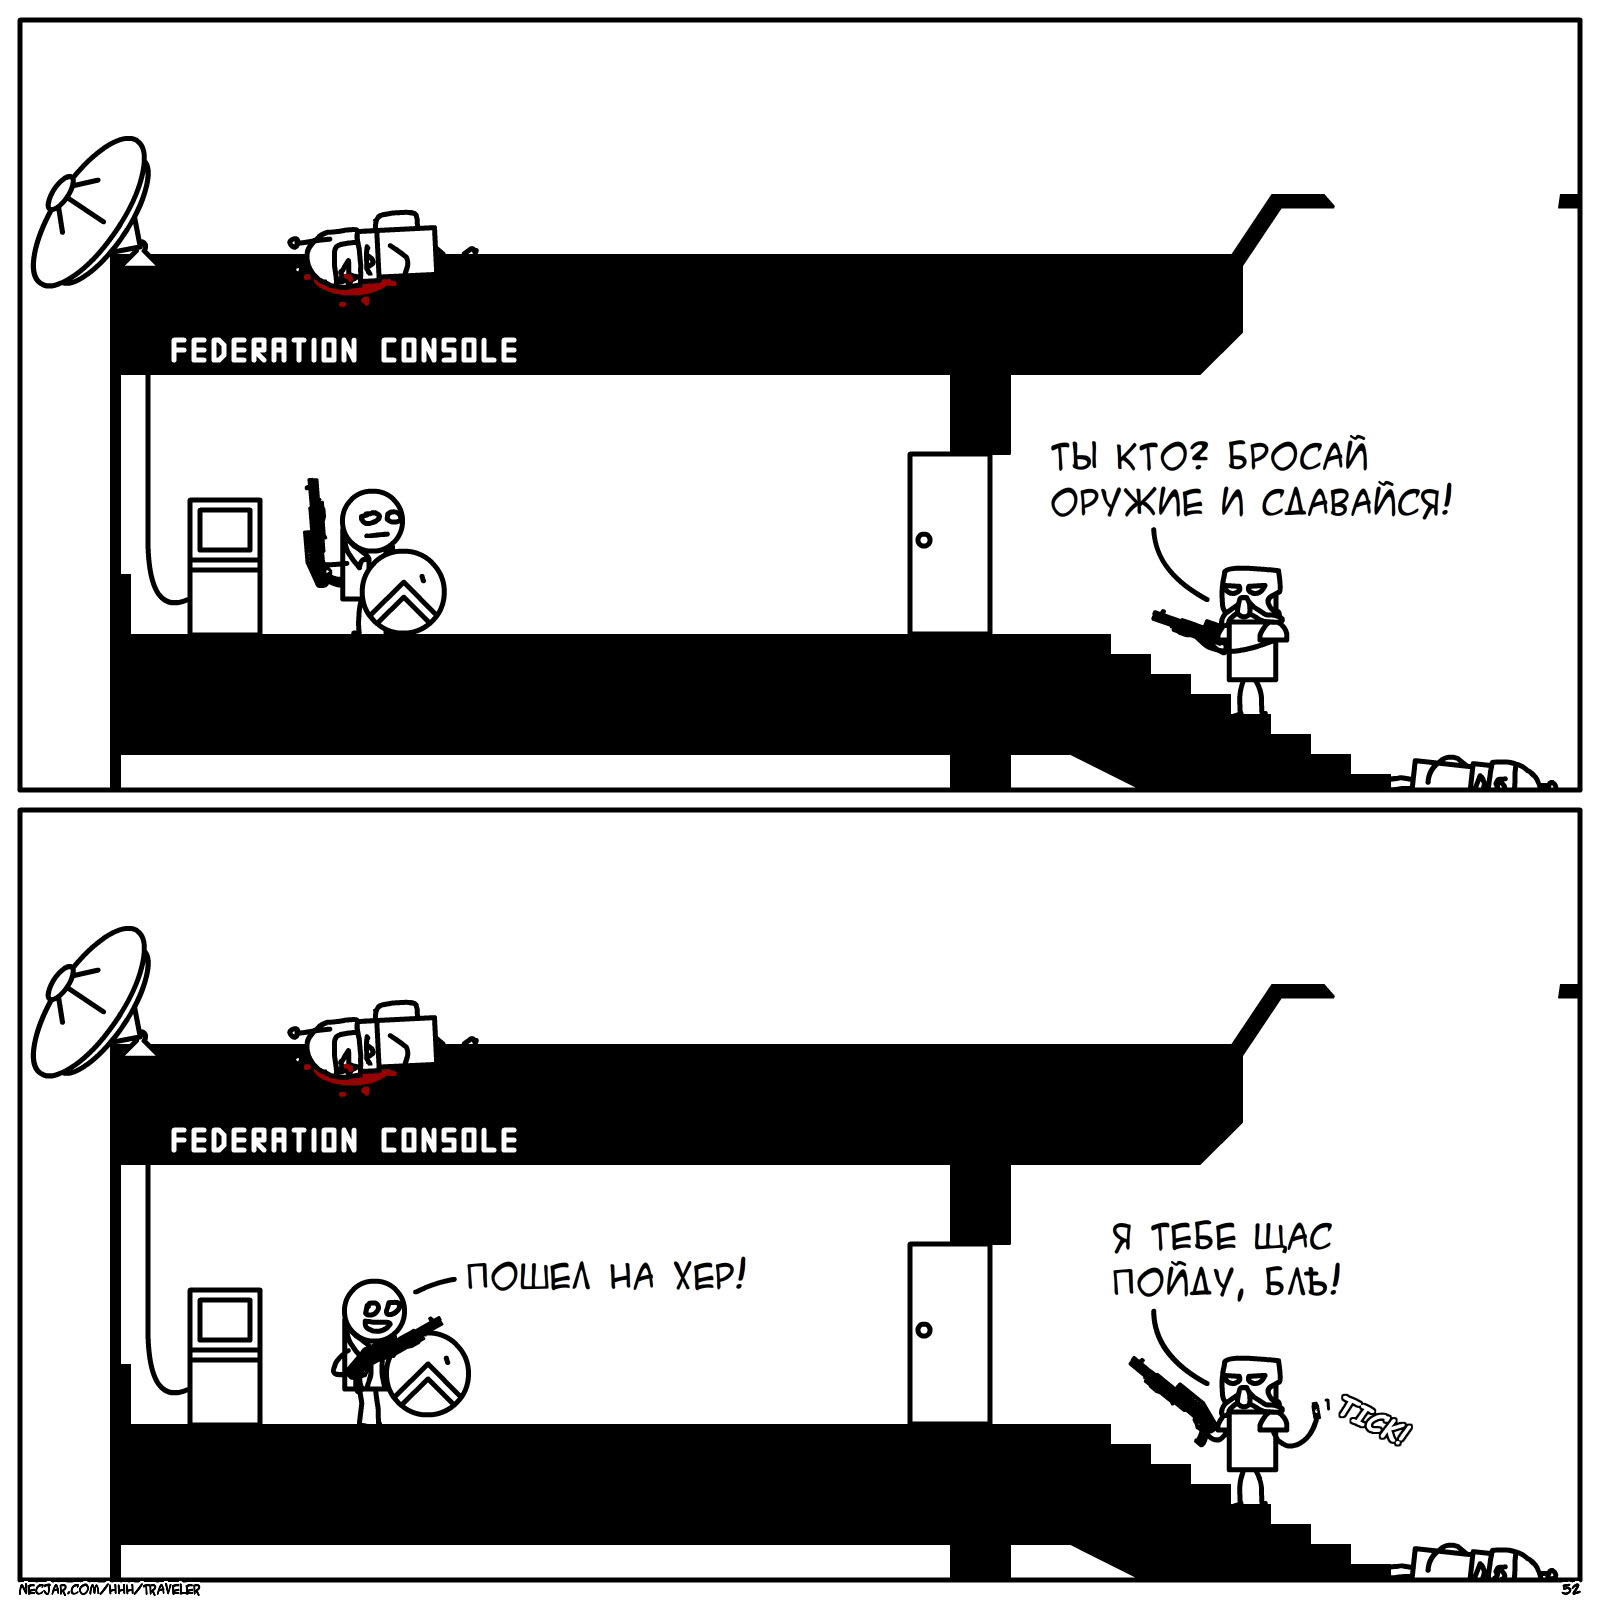 FEDERATION CONSOLE
ТЫ КТО? БРОСАЙ
ОРУЖИЕ И СДАВАЙСЯ!
FEDERATION CONSOLE
ПОШЕЛ НА ХЕР!
Я ТЕБЕ ЩАС
ПОЙДУ, БЛѢ!
TICK!
NECJAR.COM/HHH/TRAVELER
52